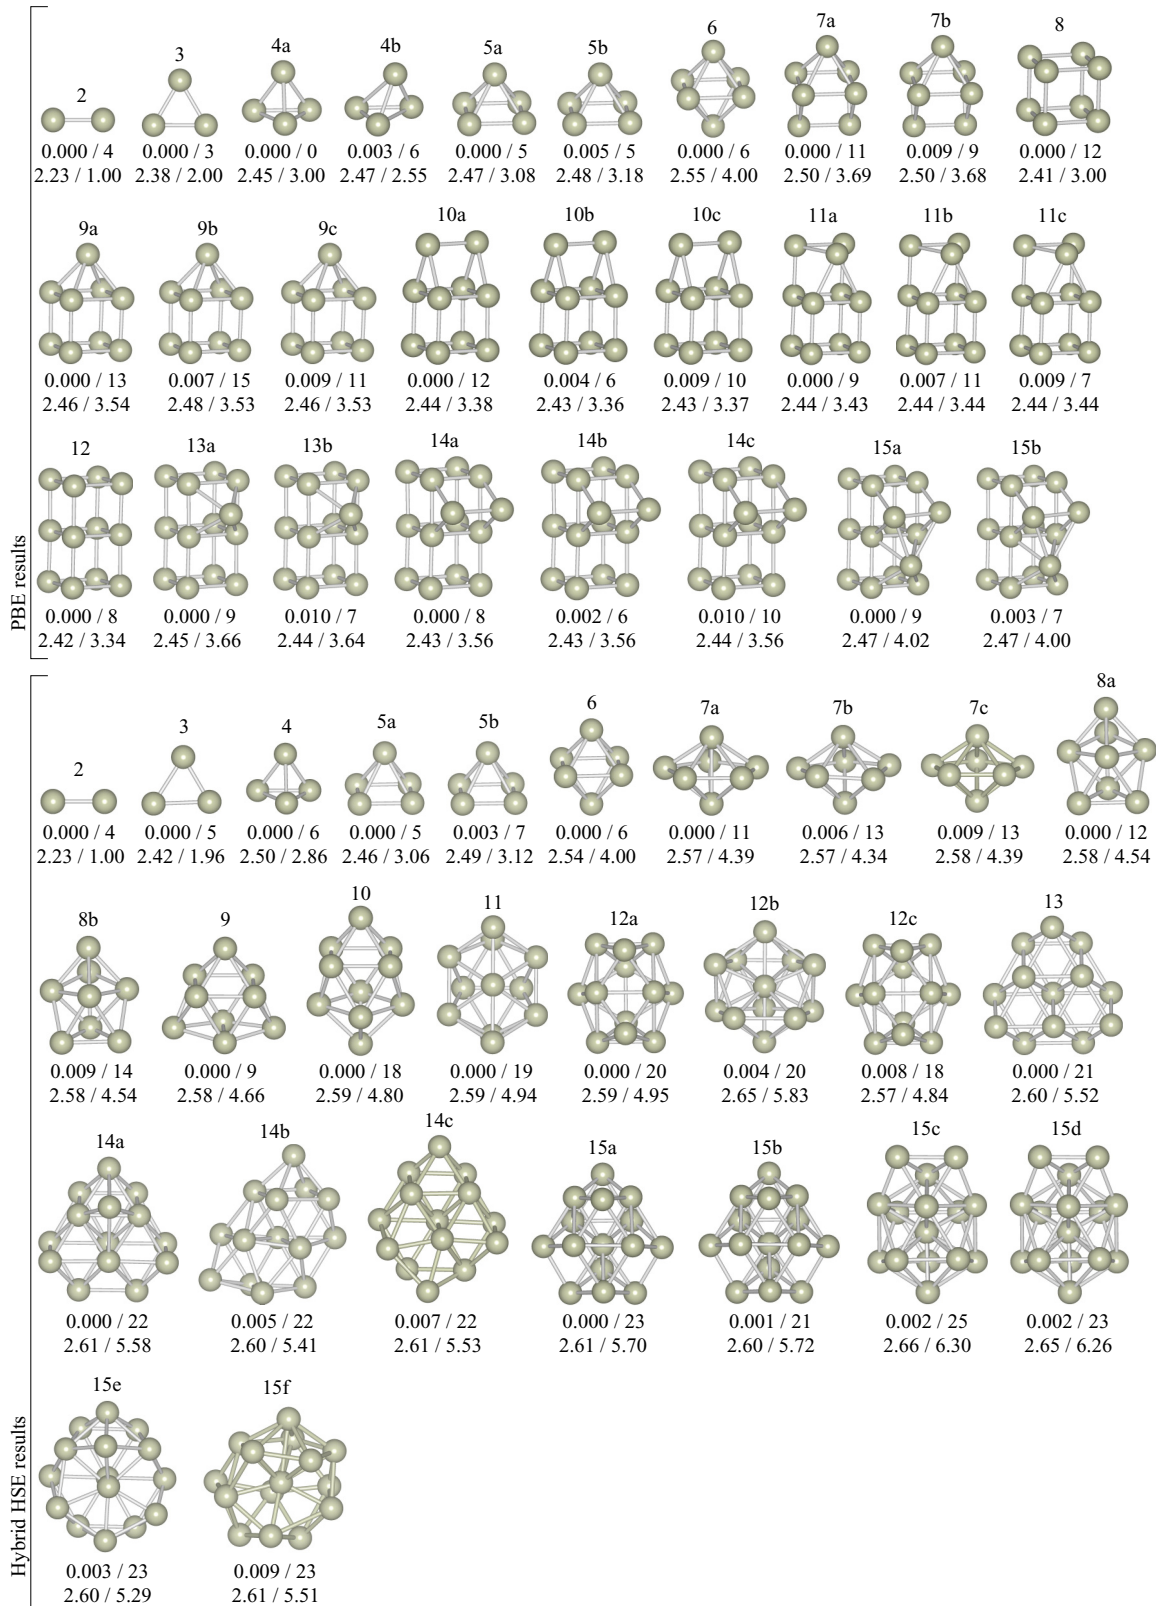 PBE results
2 3 4a 4b 5a 5b 6 7a 7b 8
0.000 / 4 0.000 / 3 0.000 / 0 0.003 / 6 0.000 / 5 0.005 / 5 0.000 / 6 0.000 / 11 0.009 / 9 0.000 / 12
2.23 / 1.00 2.38 / 2.00 2.45 / 3.00 2.47 / 2.55 2.47 / 3.08 2.48 / 3.18 2.55 / 4.00 2.50 / 3.69 2.50 / 3.68 2.41 / 3.00
9a 9b 9c 10a 10b 10c 11a 11b 11c
0.000 / 13 0.007 / 15 0.009 / 11 0.000 / 12 0.004 / 6 0.009 / 10 0.000 / 9 0.007 / 11 0.009 / 7
2.46 / 3.54 2.48 / 3.53 2.46 / 3.53 2.44 / 3.38 2.43 / 3.36 2.43 / 3.37 2.44 / 3.43 2.44 / 3.44 2.44 / 3.44
12 13a 13b 14a 14b 14c 15a 15b
0.000 / 8 0.000 / 9 0.010 / 7 0.000 / 8 0.002 / 6 0.010 / 10 0.000 / 9 0.003 / 7
2.42 / 3.34 2.45 / 3.66 2.44 / 3.64 2.43 / 3.56 2.43 / 3.56 2.44 / 3.56 2.47 / 4.02 2.47 / 4.00
Hybrid HSE results
2 3 4 5a 5b 6 7a 7b 7c 8a
0.000 / 4 0.000 / 5 0.000 / 6 0.000 / 5 0.003 / 7 0.000 / 6 0.000 / 11 0.006 / 13 0.009 / 13 0.000 / 12
2.23 / 1.00 2.42 / 1.96 2.50 / 2.86 2.46 / 3.06 2.49 / 3.12 2.54 / 4.00 2.57 / 4.39 2.57 / 4.34 2.58 / 4.39 2.58 / 4.54
8b 9 10 11 12a 12b 12c 13
0.009 / 14 0.000 / 9 0.000 / 18 0.000 / 19 0.000 / 20 0.004 / 20 0.008 / 18 0.000 / 21
2.58 / 4.54 2.58 / 4.66 2.59 / 4.80 2.59 / 4.94 2.59 / 4.95 2.65 / 5.83 2.57 / 4.84 2.60 / 5.52
14a 14b 14c 15a 15b 15c 15d
0.000 / 22 0.005 / 22 0.007 / 22 0.000 / 23 0.001 / 21 0.002 / 25 0.002 / 23
2.61 / 5.58 2.60 / 5.41 2.61 / 5.53 2.61 / 5.70 2.60 / 5.72 2.66 / 6.30 2.65 / 6.26
15e 15f
0.003 / 23 0.009 / 23
2.60 / 5.29 2.61 / 5.51